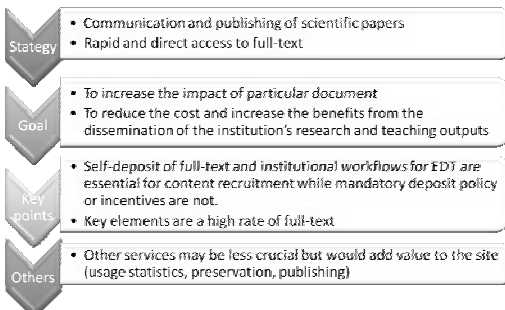 Stategy
• Communication and publishing of scientific papers
• Rapid and direct access to full-text
Goal
• To increase the impact of particular document
• To reduce the cost and increase the benefits from the
dissemination of the institution's research and teaching outputs
Key
points
• Self-deposit of full-text and institutional workflows for EDT are
essential for content recruitment while mandatory deposit policy
or incentives are not.
• Key elements are a high rate of full-text
Others
• Other services may be less crucial but would add value to the site
(usage statistics, preservation, publishing)